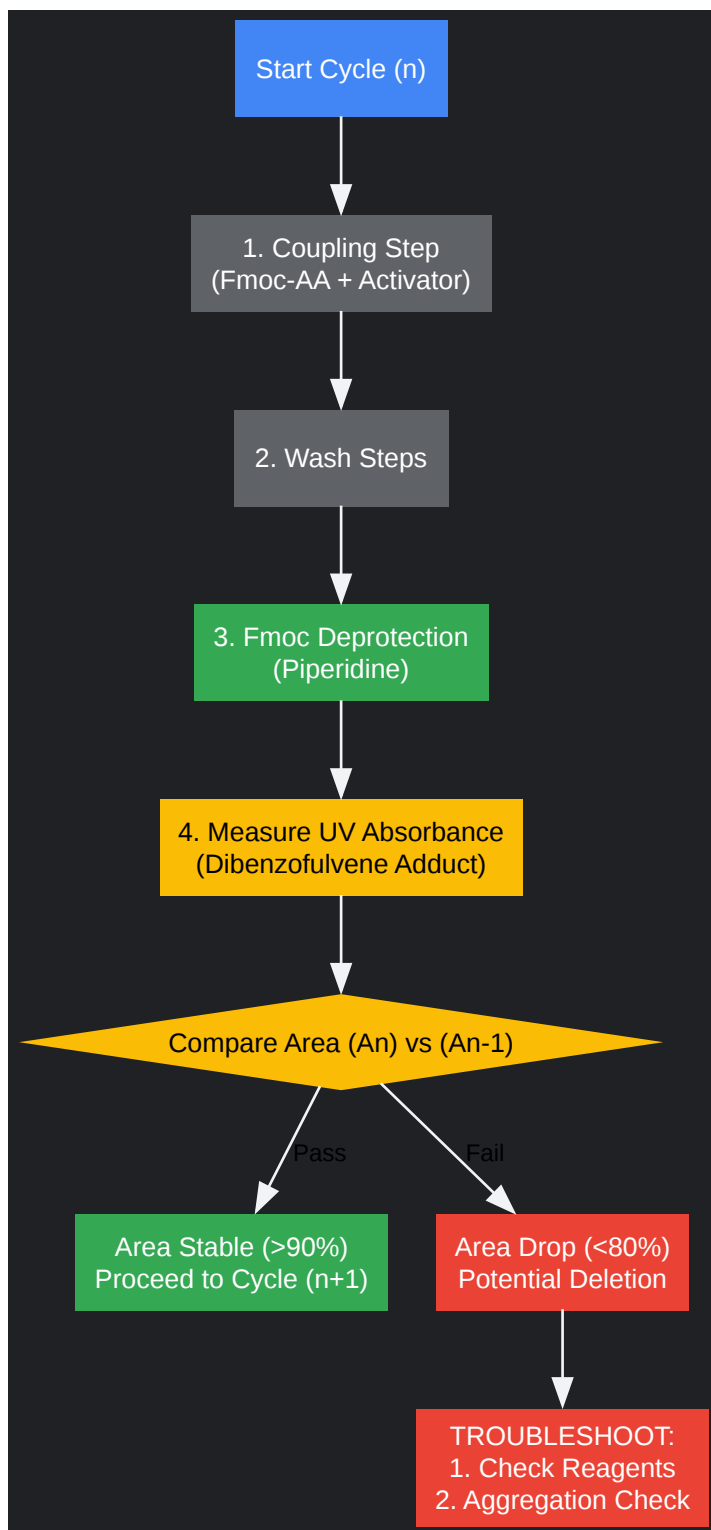 Start Cycle (n)
1. Coupling Step
(Fmoc-AA + Activator)
2. Wash Steps
3. Fmoc Deprotection
(Piperidine)
4. Measure UV Absorbance
(Dibenzofulvene Adduct)
Compare Area (An) vs (An-1)
Pass
Fail
Area Stable (>90%)
Proceed to Cycle (n+1)
Area Drop (<80%)
Potential Deletion
TROUBLESHOOT:
1. Check Reagents
2. Aggregation Check